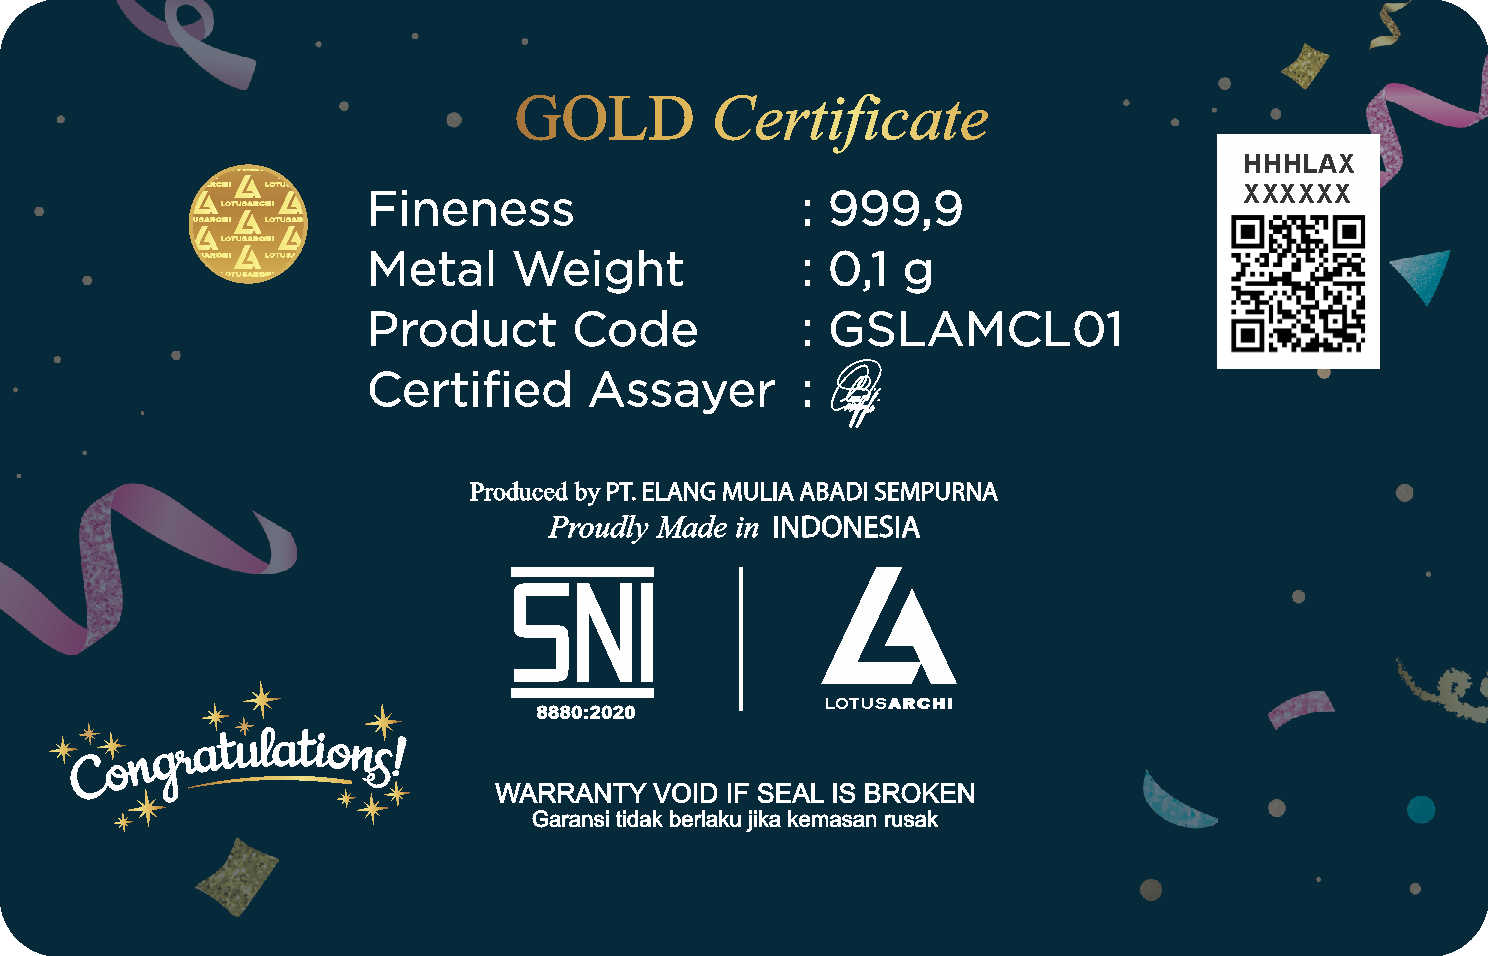 GOLD Certificate
HHHLAX
XXXXXX
Fineness : 999,9
Metal Weight : 0,1 g
Product Code : GSLAMCL01
Certified Assayer :
Produced by PT. ELANG MULIA ABADI SEMPURNA
Proudly Made in INDONESIA
SNI
8880:2020
LA
LOTUSARCHI
Congratulations!
WARRANTY VOID IF SEAL IS BROKEN
Garansi tidak berlaku jika kemasan rusak